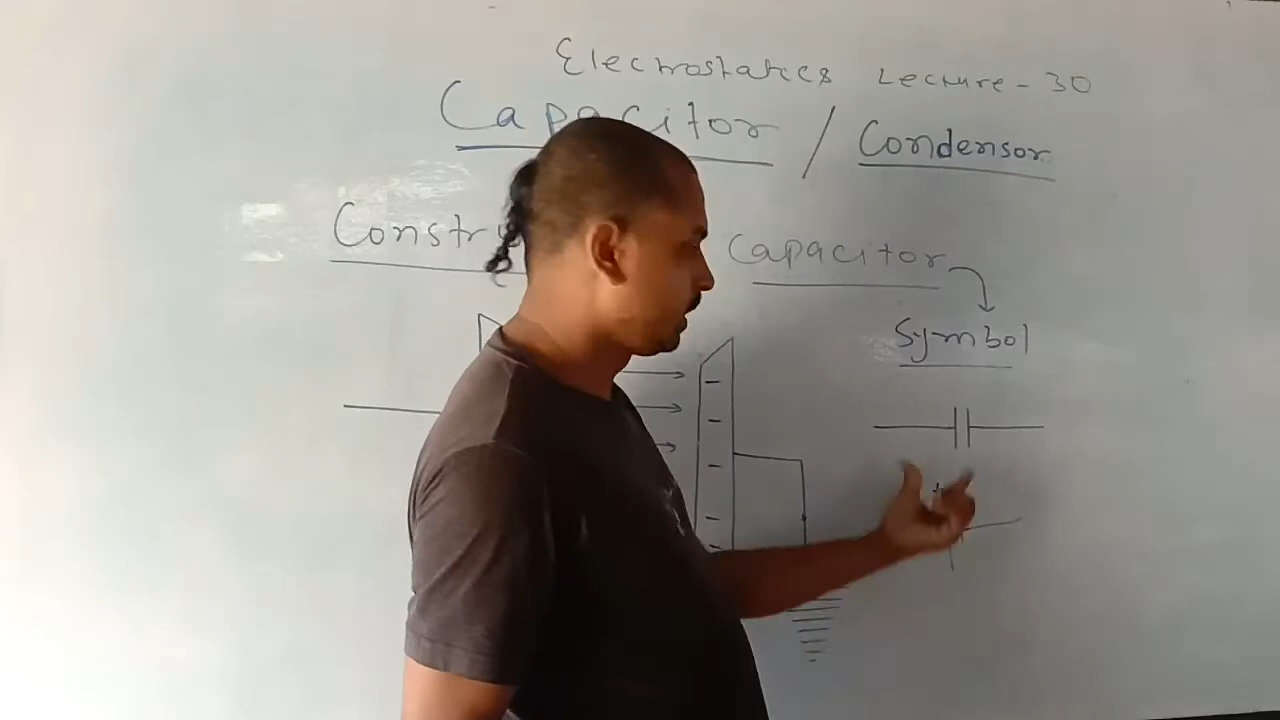 Electrostatics Lecture - 30
Capacitor / Condensor
Constr Capacitor
Symbol